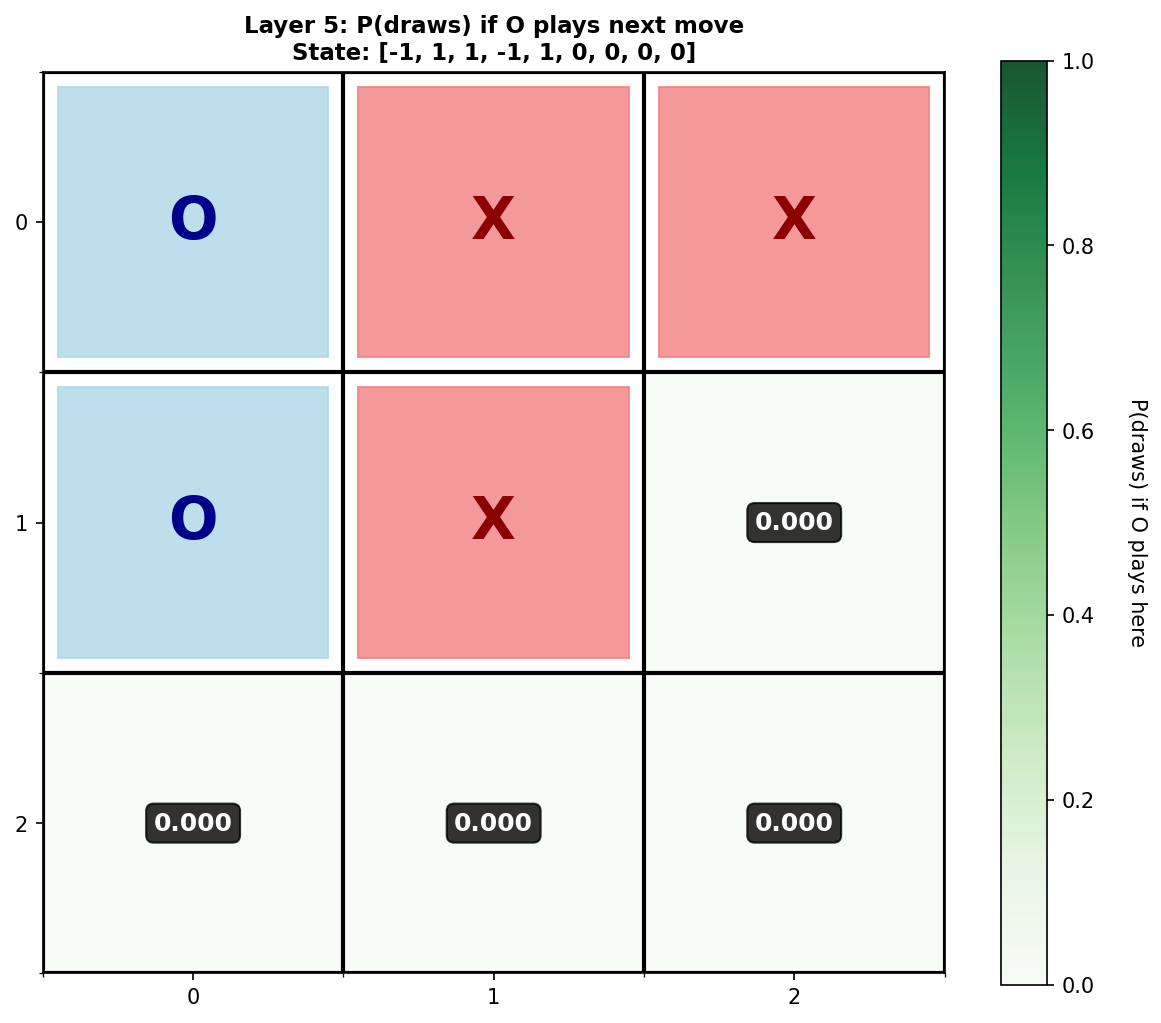 Layer 5: P(draws) if O plays next move
State: [-1, 1, 1, -1, 1, 0, 0, 0, 0]
0
O
X
X
1
O
X
0.000
2
0.000
0.000
0.000
0
1
2
1.0
0.8
0.6
0.4
0.2
0.0
P(draws) if O plays here